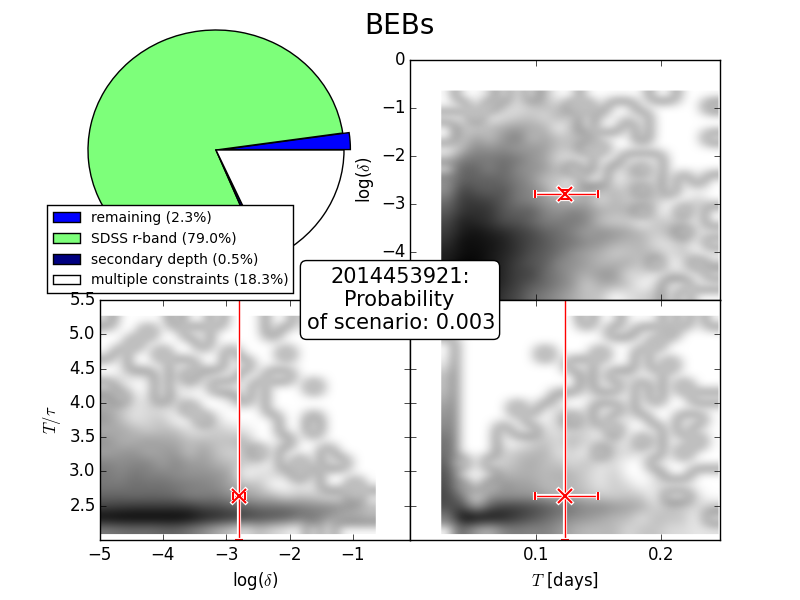 BEBs
remaining (2.3%)
SDSS r-band (79.0%)
secondary depth (0.5%)
multiple constraints (18.3%)
0
−1
−2
−3
−4
log(δ)
2014453921:
Probability
of scenario: 0.003
5.5
5.0
4.5
4.0
3.5
3.0
2.5
T/τ
−5 −4 −3 −2 −1
log(δ)
0.1 0.2
T [days]